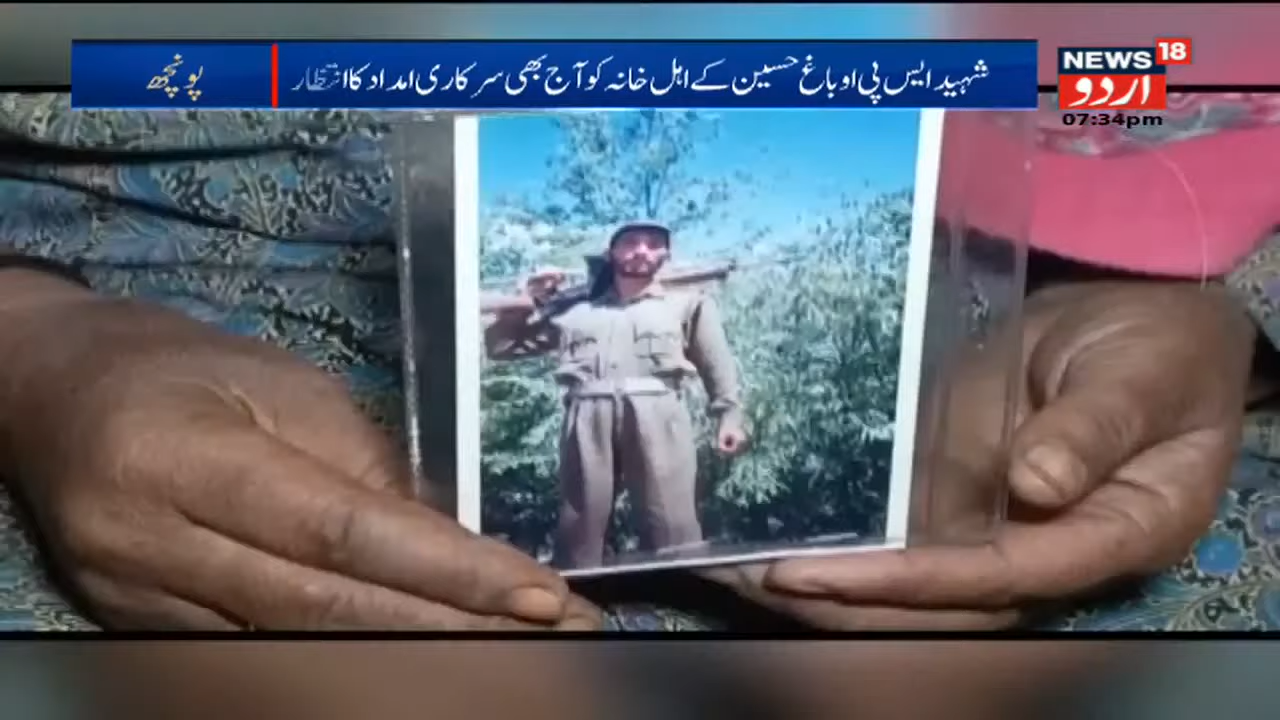 شہید ایس پی او باغ حسین کے اہل خانہ کو آج بھی سرکاری امداد کا انتظار
پونچھ
NEWS 18
اردو
07:34pm